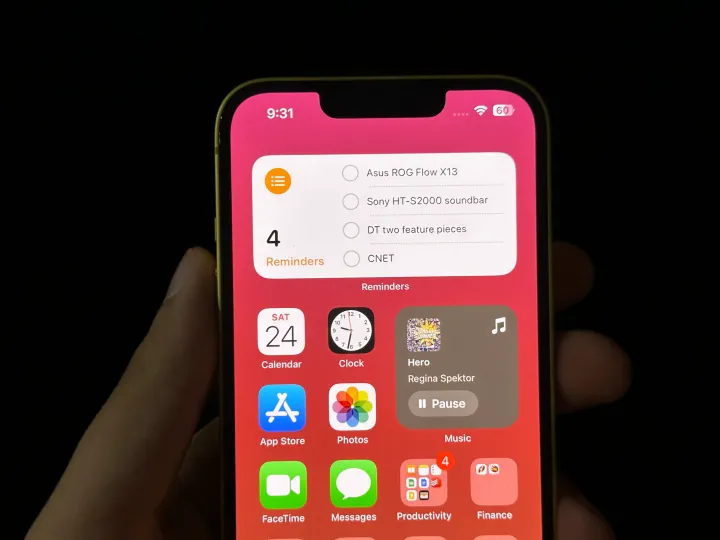 9:31
60
Asus ROG Flow X13
Sony HT-S2000 soundbar
DT two feature pieces
CNET
4
Reminders
Reminders
SAT
24
Calendar
Clock
Hero
Regina Spektor
Pause
Music
App Store
Photos
4
FaceTime
Messages
Productivity
Finance